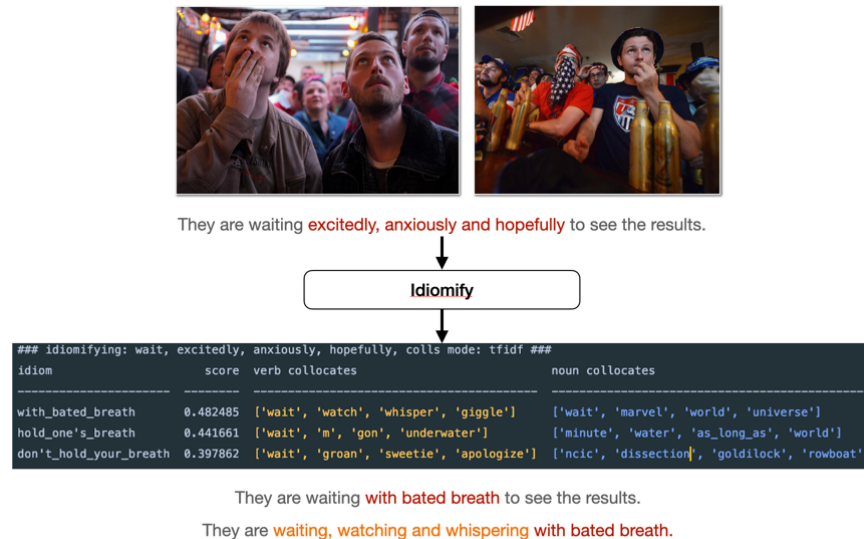 They are waiting excitedly, anxiously and hopefully to see the results.
Idiomify
### idiomifying: wait, excitedly, anxiously, hopefully, colls mode: tfidf ###
idiom score verb collocates noun collocates
---------------------- --------- ----------------------------------------- ---------------------------------------------
with_bated_breath 0.482485 ['wait', 'watch', 'whisper', 'giggle'] ['wait', 'marvel', 'world', 'universe']
hold_one's_breath 0.441661 ['wait', 'm', 'gon', 'underwater'] ['minute', 'water', 'as_long_as', 'world']
don't_hold_your_breath 0.397862 ['wait', 'groan', 'sweetie', 'apologize'] ['ncic', 'dissection', 'goldilock', 'rowboat'
They are waiting with bated breath to see the results.
They are waiting, watching and whispering with bated breath.